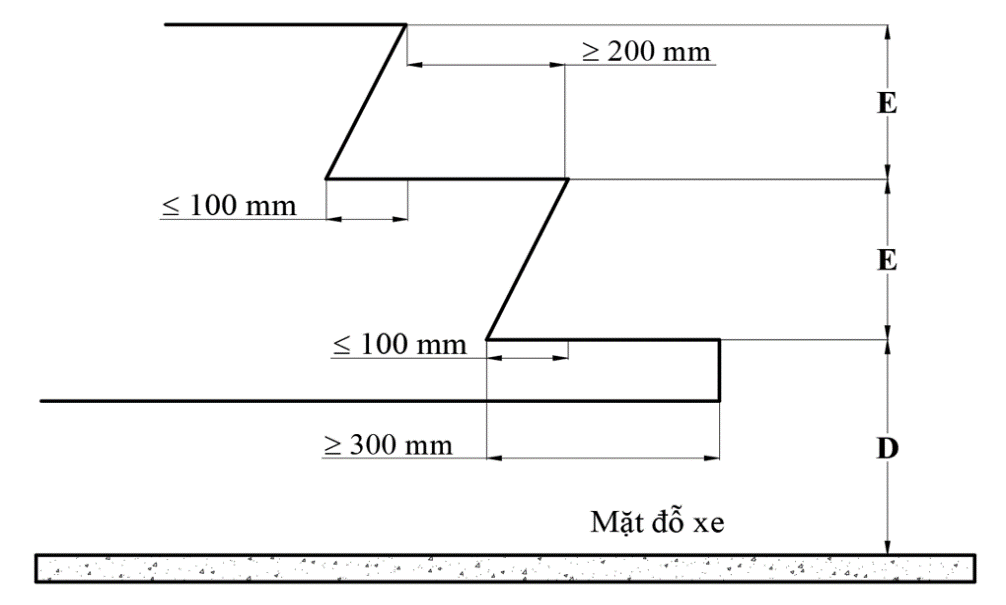 ≥ 200 mm
E
≤ 100 mm
E
≤ 100 mm
≥ 300 mm
D
Mặt đỗ xe